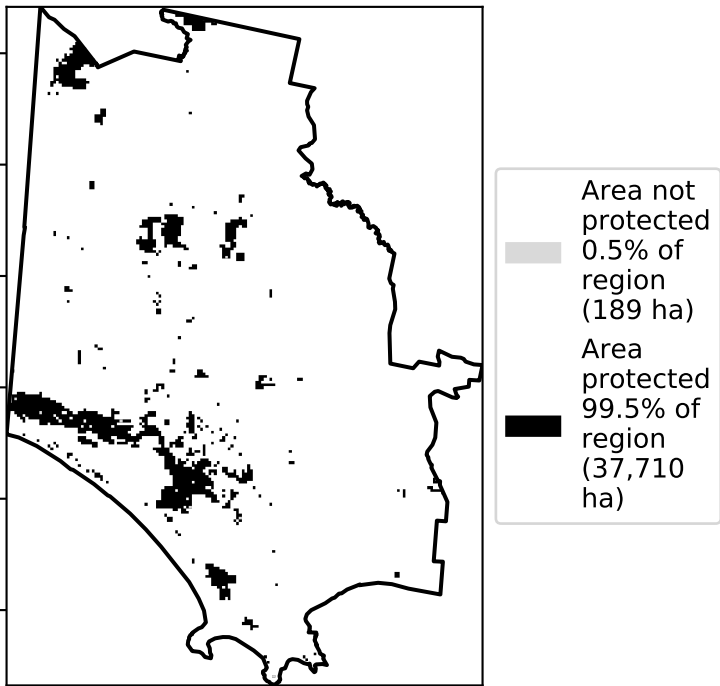 Area not
protected
0.5% of
region
(189 ha)
Area
protected
99.5% of
region
(37,710
ha)